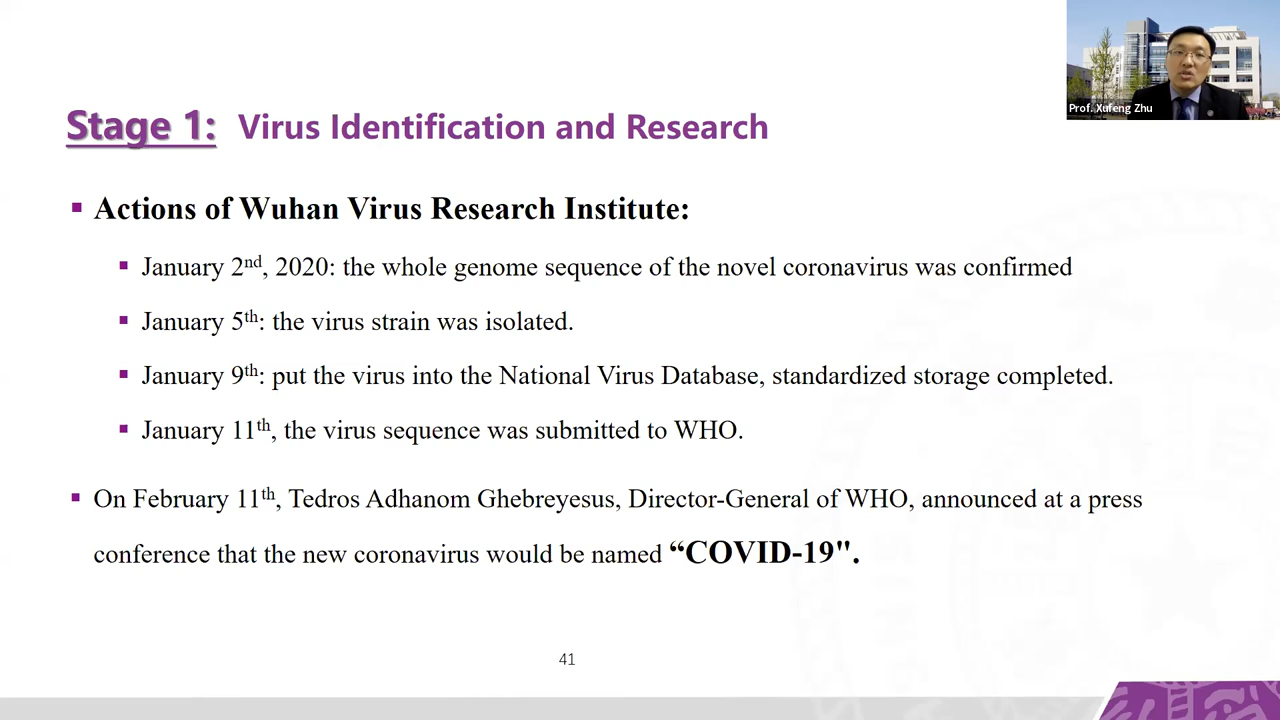 Prof. Xufeng Zhu
Stage 1: Virus Identification and Research
Actions of Wuhan Virus Research Institute:
January 2nd, 2020: the whole genome sequence of the novel coronavirus was confirmed
January 5th: the virus strain was isolated.
January 9th: put the virus into the National Virus Database, standardized storage completed.
January 11th, the virus sequence was submitted to WHO.
On February 11th, Tedros Adhanom Ghebreyesus, Director-General of WHO, announced at a press
conference that the new coronavirus would be named “COVID-19".
41